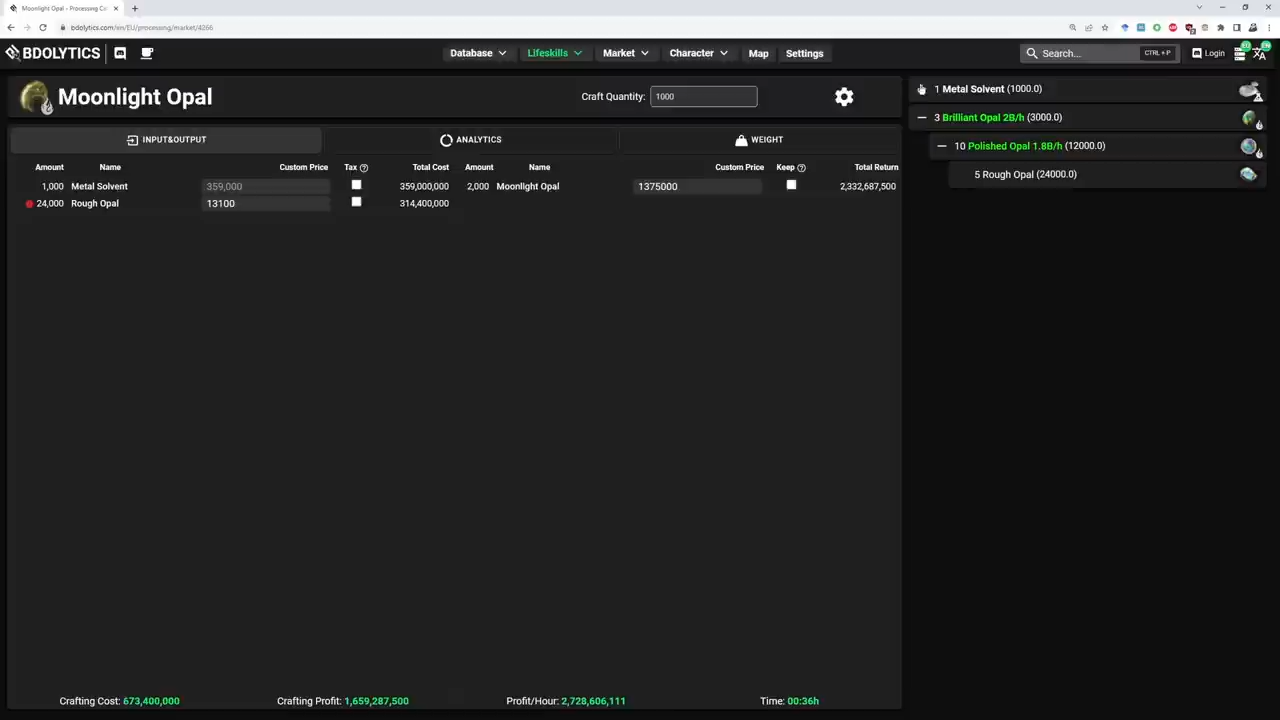 Moonlight Opal - Processing Ca
bdolytics.com/en/EU/processing/market/4266
BDOLYTICS
Database
Lifeskills
Market
Character
Map
Settings
Search...
CTRL + P
Login
EU
EN
Moonlight Opal
Craft Quantity: 1000
INPUT&OUTPUT
ANALYTICS
WEIGHT
Amount Name Custom Price Tax Total Cost Amount Name Custom Price Keep Total Return
1,000 Metal Solvent 359,000 359,000,000 2,000 Moonlight Opal 1375000 2,332,687,500
24,000 Rough Opal 13100 314,400,000
Crafting Cost: 673,400,000
Crafting Profit: 1,659,287,500
Profit/Hour: 2,728,606,111
Time: 00:36h
1 Metal Solvent (1000.0)
3 Brilliant Opal 2B/h (3000.0)
10 Polished Opal 1.8B/h (12000.0)
5 Rough Opal (24000.0)